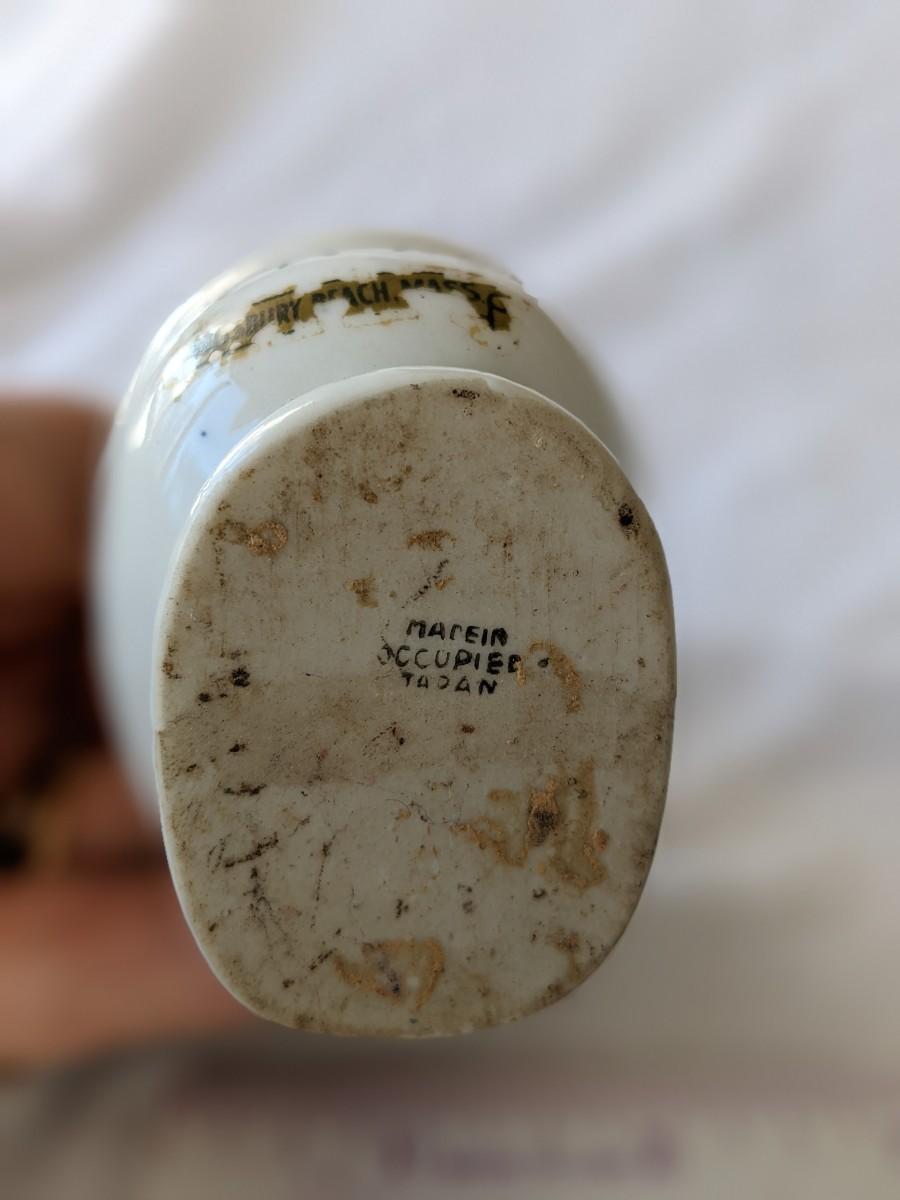 BURY BEACH, MASS.
MADE IN
OCCUPIED
JAPAN